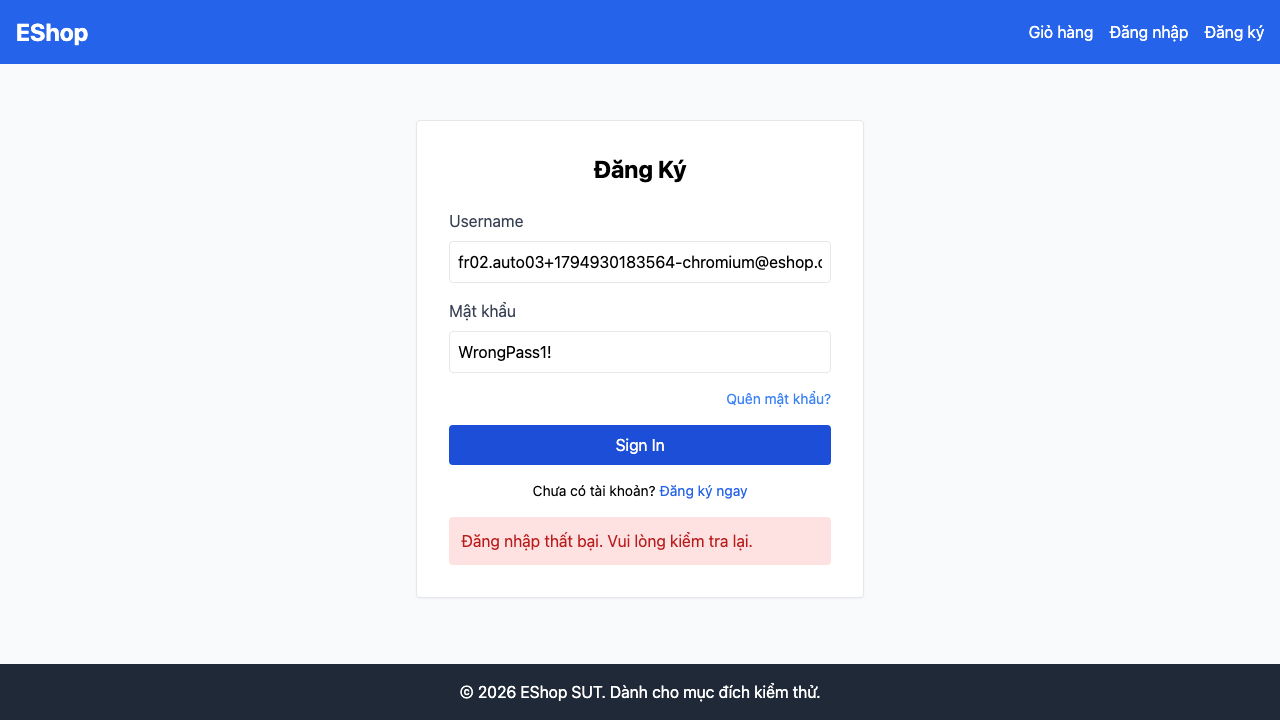 EShop
Giỏ hàng
Đăng nhập
Đăng ký
Đăng Ký
Username
fr02.auto03+1794930183564-chromium@eshop.c
Mật khẩu
WrongPass1!
Quên mật khẩu?
Sign In
Chưa có tài khoản? Đăng ký ngay
Đăng nhập thất bại. Vui lòng kiểm tra lại.
© 2026 EShop SUT. Dành cho mục đích kiểm thử.